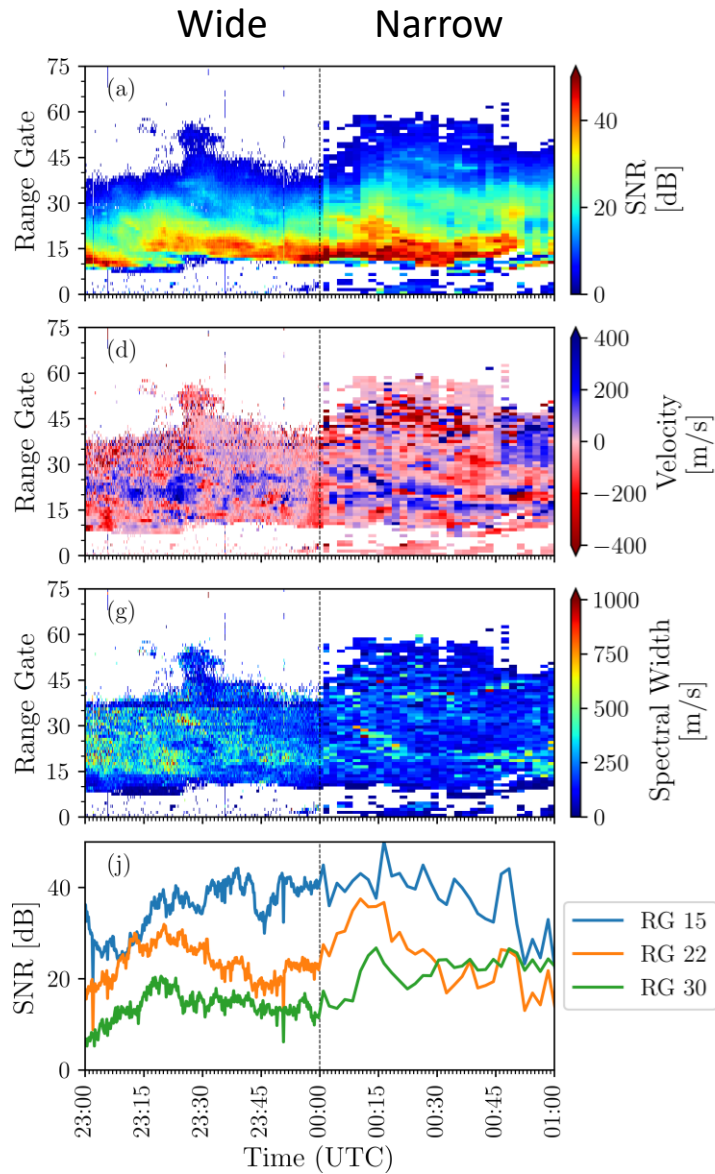 Wide Narrow
(a)
75
60
45
30
15
0
Range Gate
40
20
0
SNR
[dB]
(d)
75
60
45
30
15
0
Range Gate
400
200
0
−200
−400
Velocity
[m/s]
(g)
75
60
45
30
15
0
Range Gate
1000
750
500
250
0
Spectral Width
[m/s]
(j)
40
20
0
SNR [dB]
RG 15
RG 22
RG 30
23:00 23:15 23:30 23:45 00:00 00:15 00:30 00:45 01:00
Time (UTC)